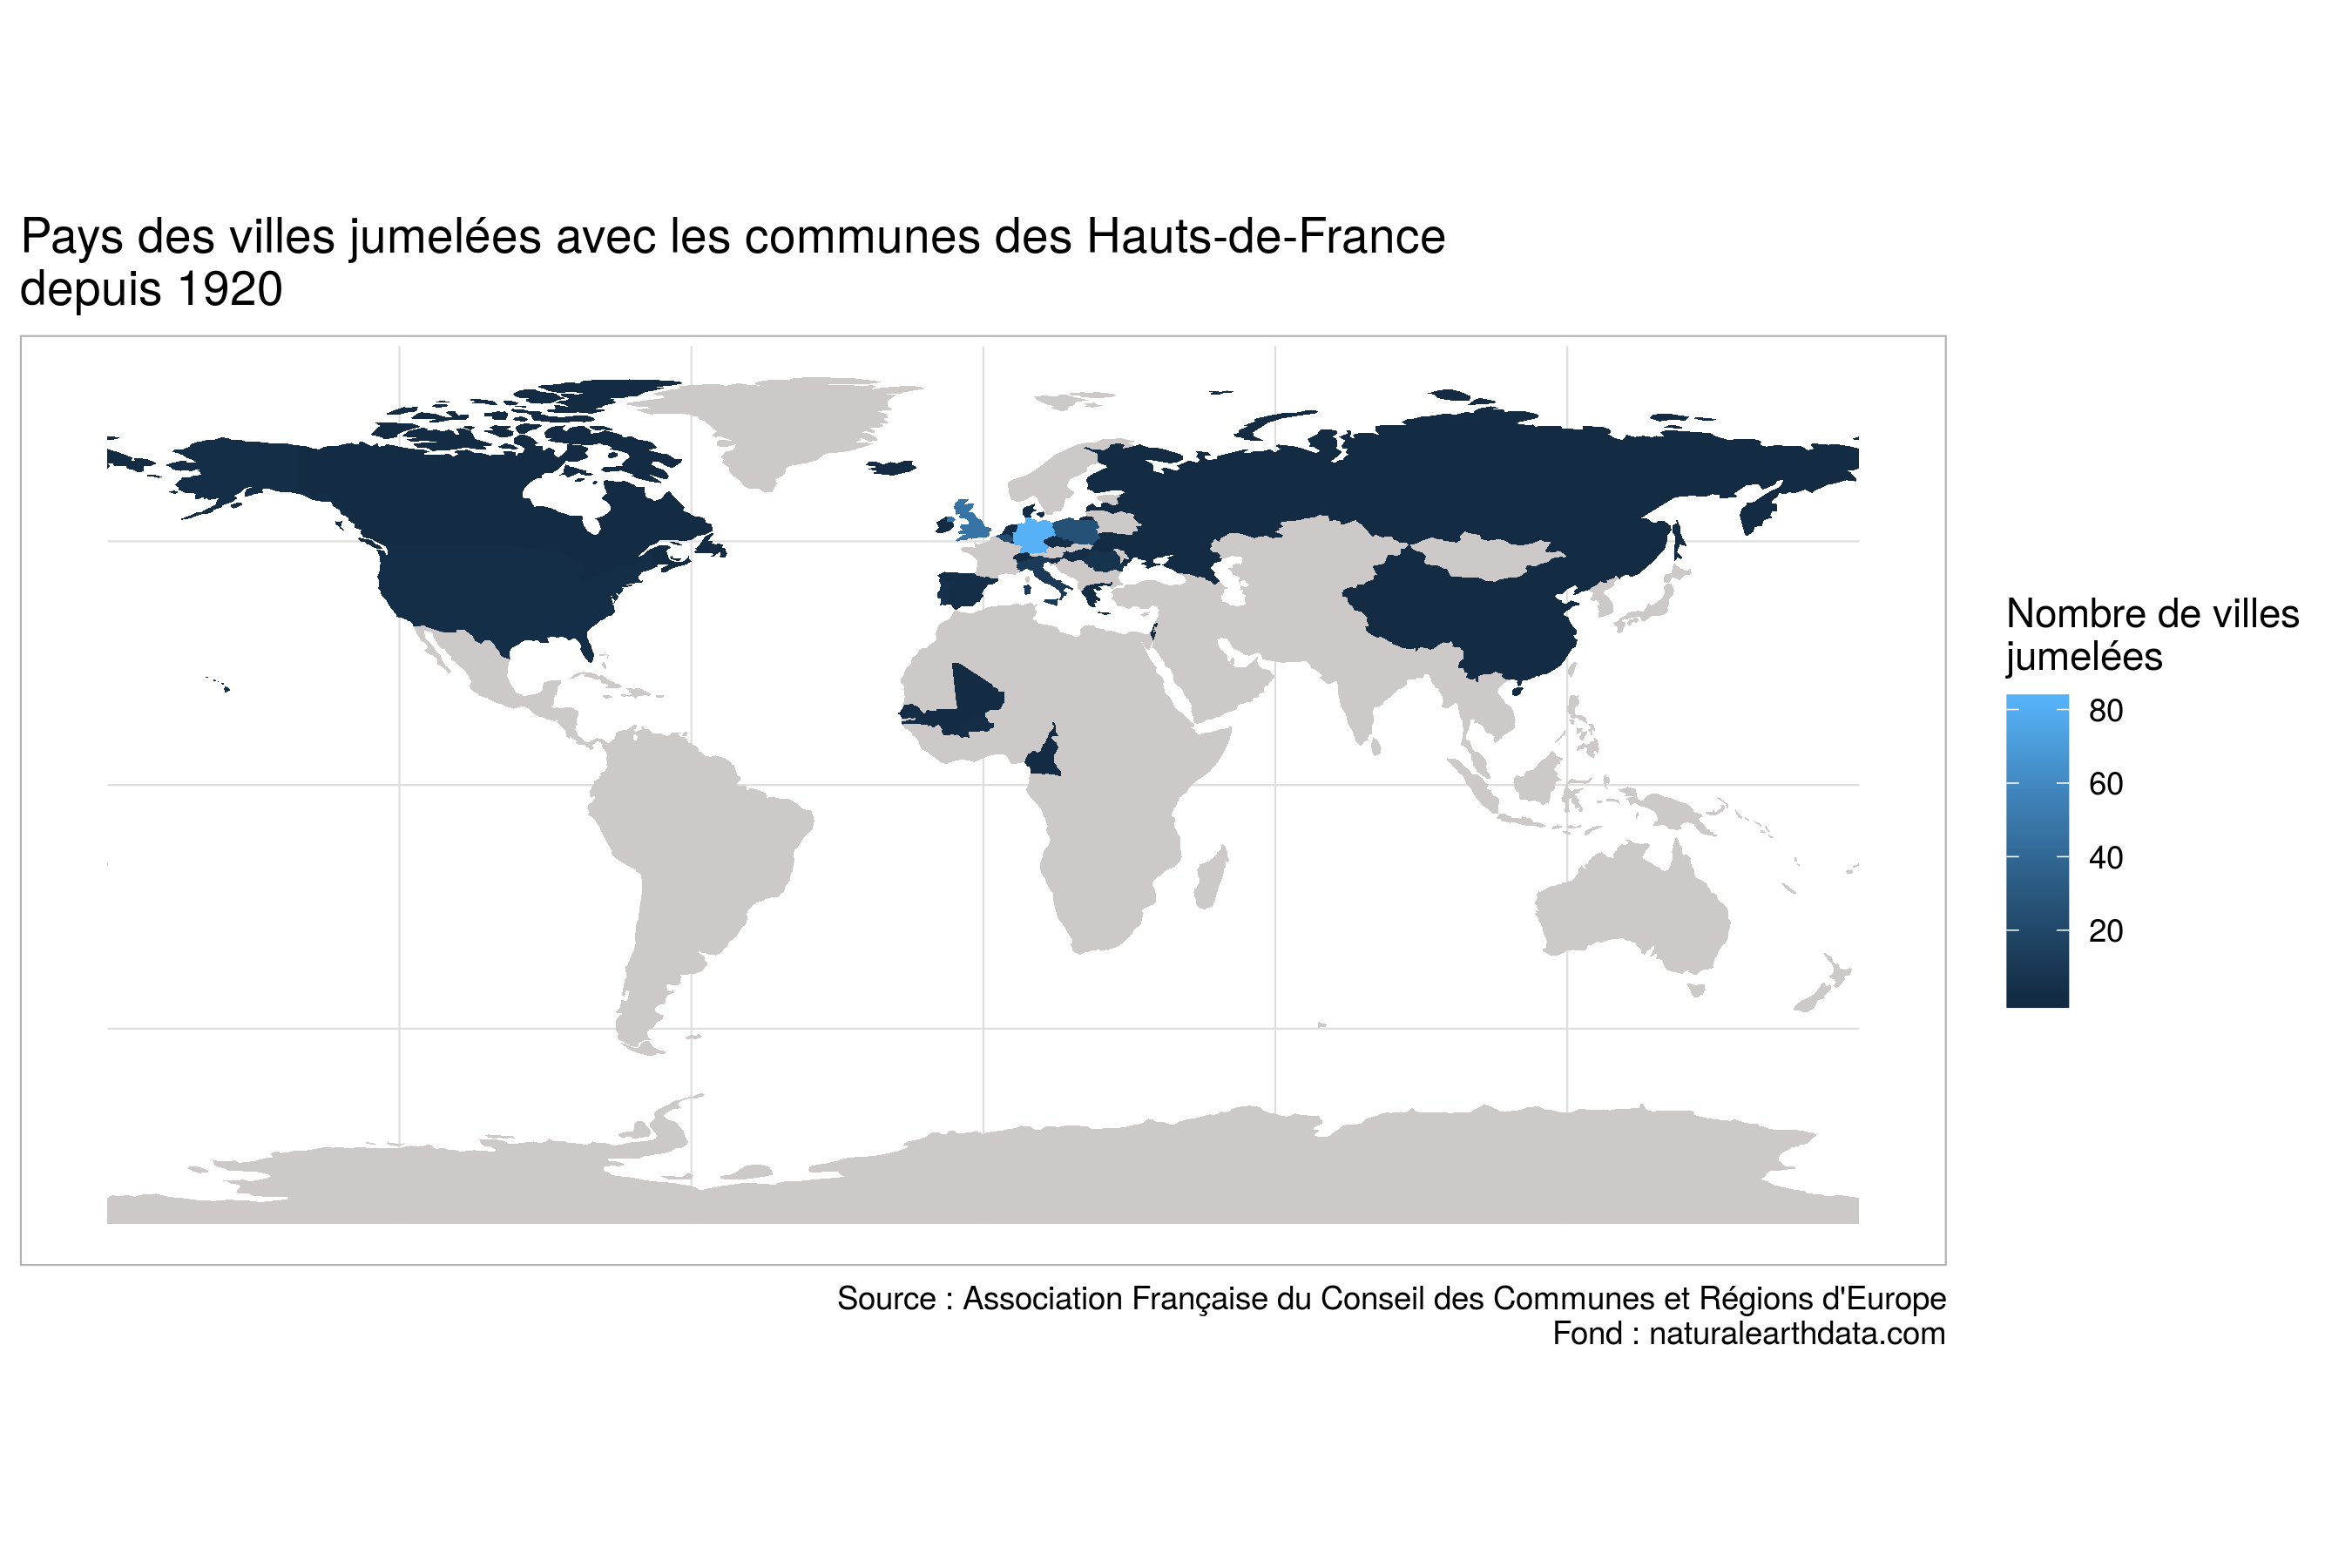 Pays des villes jumelées avec les communes des Hauts-de-France
depuis 1920
Nombre de villes
jumelées
80
60
40
20
Source : Association Française du Conseil des Communes et Régions d'Europe
Fond : naturalearthdata.com